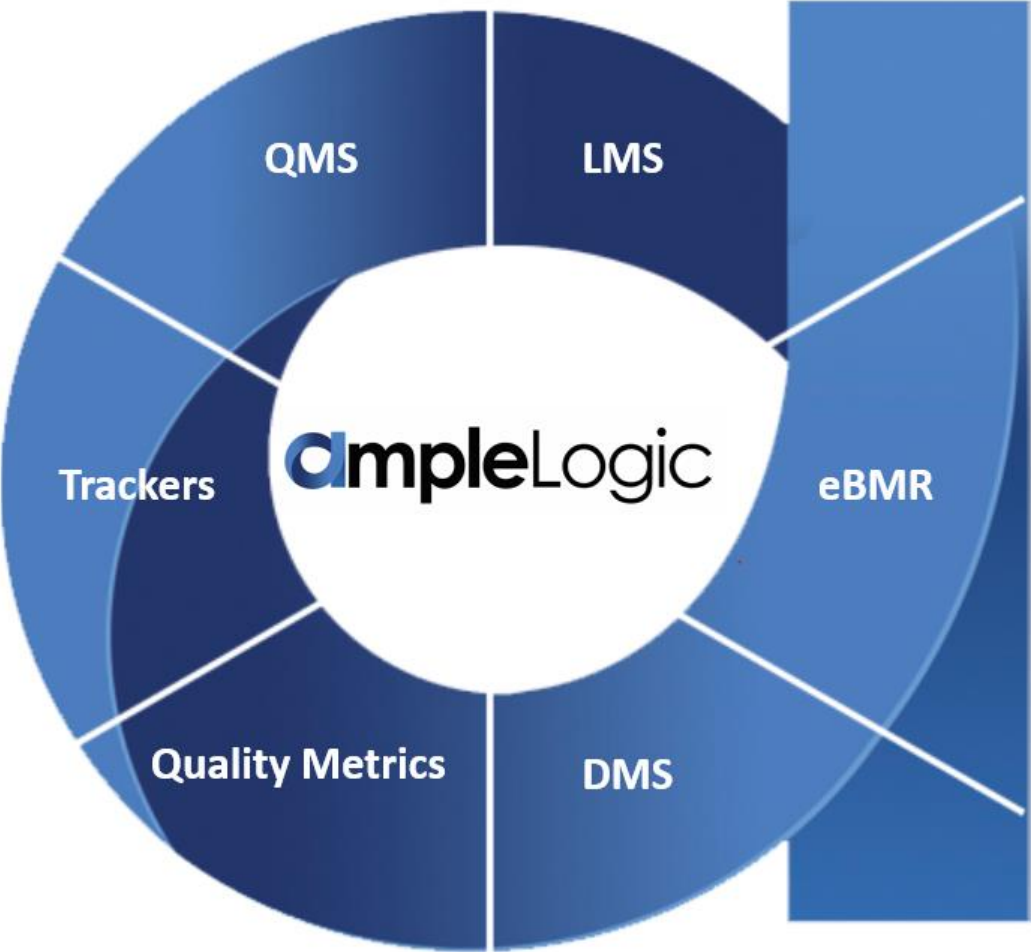 QMS
LMS
Trackers
ampleLogic
eBMR
Quality Metrics
DMS